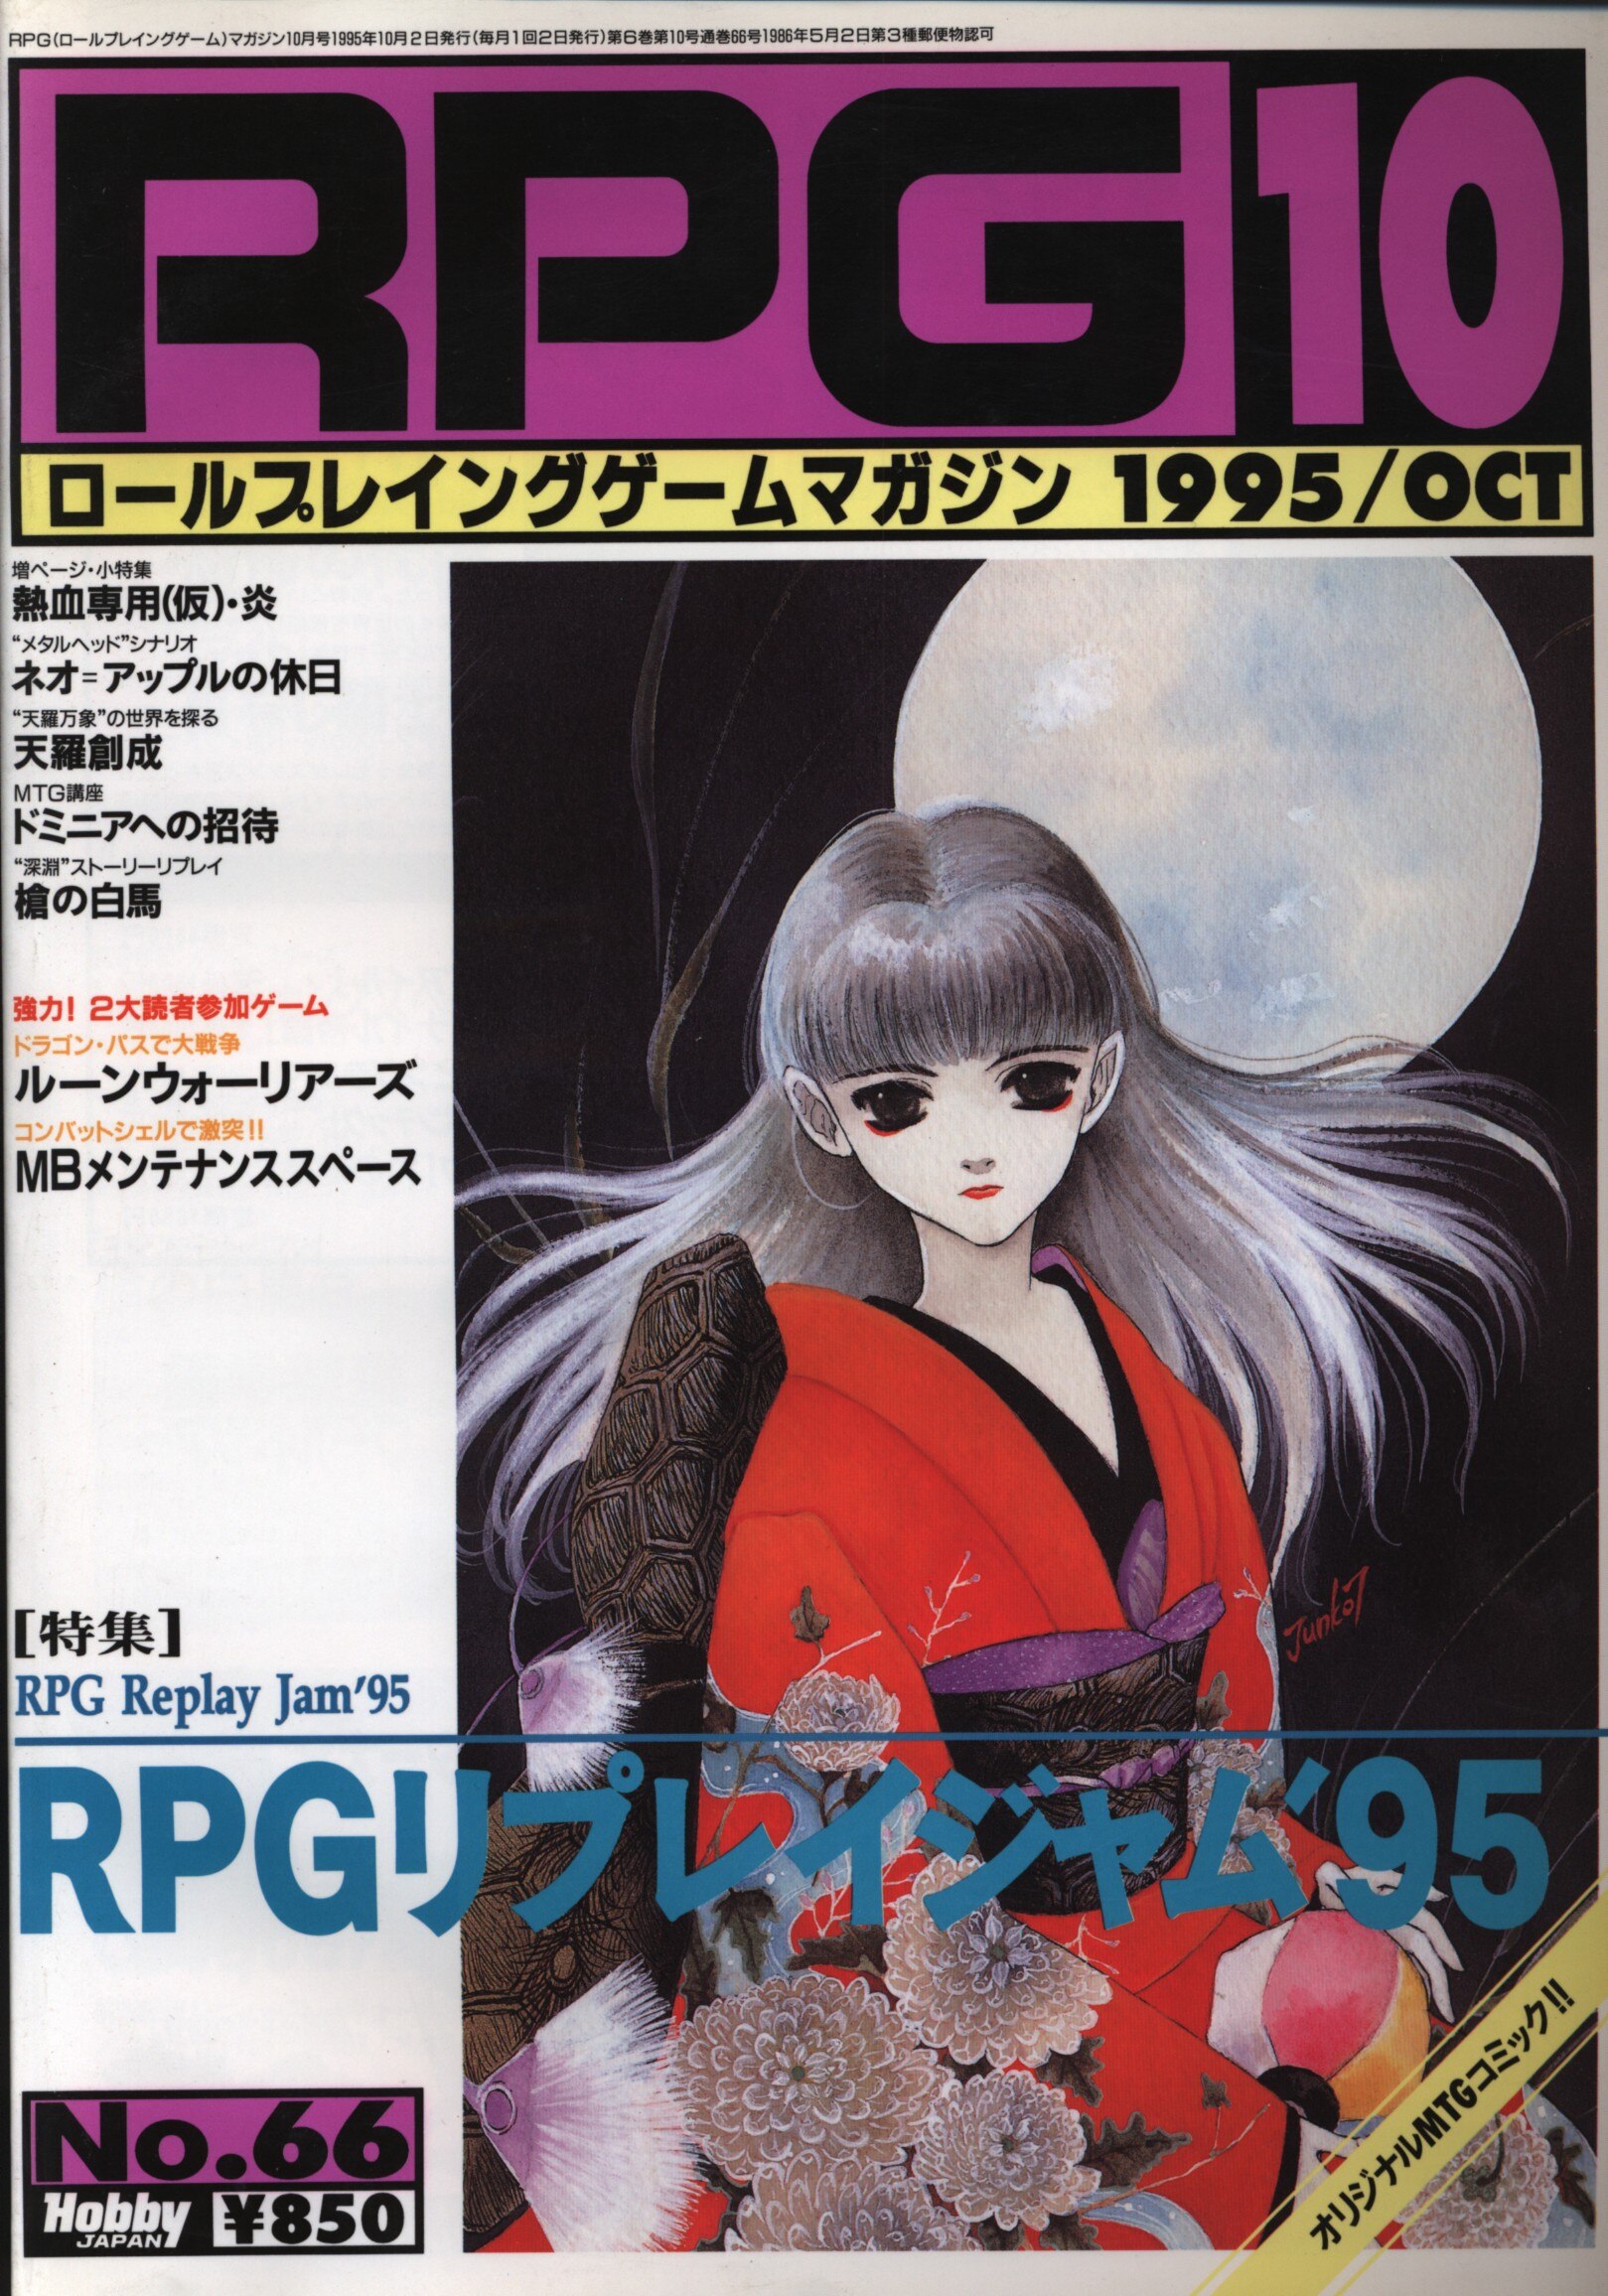 RPG(ロールプレイングゲーム)マガジン10月号1995年10月2日発行(毎月1回2日発行)第6巻第10号通巻66号1986年5月2日第3種郵便物認可
RPG10
ロールプレイングゲームマガジン 1995/OCT
増ページ・小特集
熱血専用(仮)・炎
“メタルヘッド”シナリオ
ネオ=アップルの休日
“天羅万象”の世界を探る
天羅創成
MTG講座
ドミニアへの招待
“深淵”ストーリーリプレイ
槍の白馬
強力! 2大読者参加ゲーム
ドラゴン・パスで大戦争
ルーンウォーリアーズ
コンバットシェルで激突!!
MBメンテナンススペース
JunkoT
[特集]
RPG Replay Jam'95
RPGリプレイジャム'95
オリジナルMTGコミック!!
No.66
Hobby JAPAN ¥850